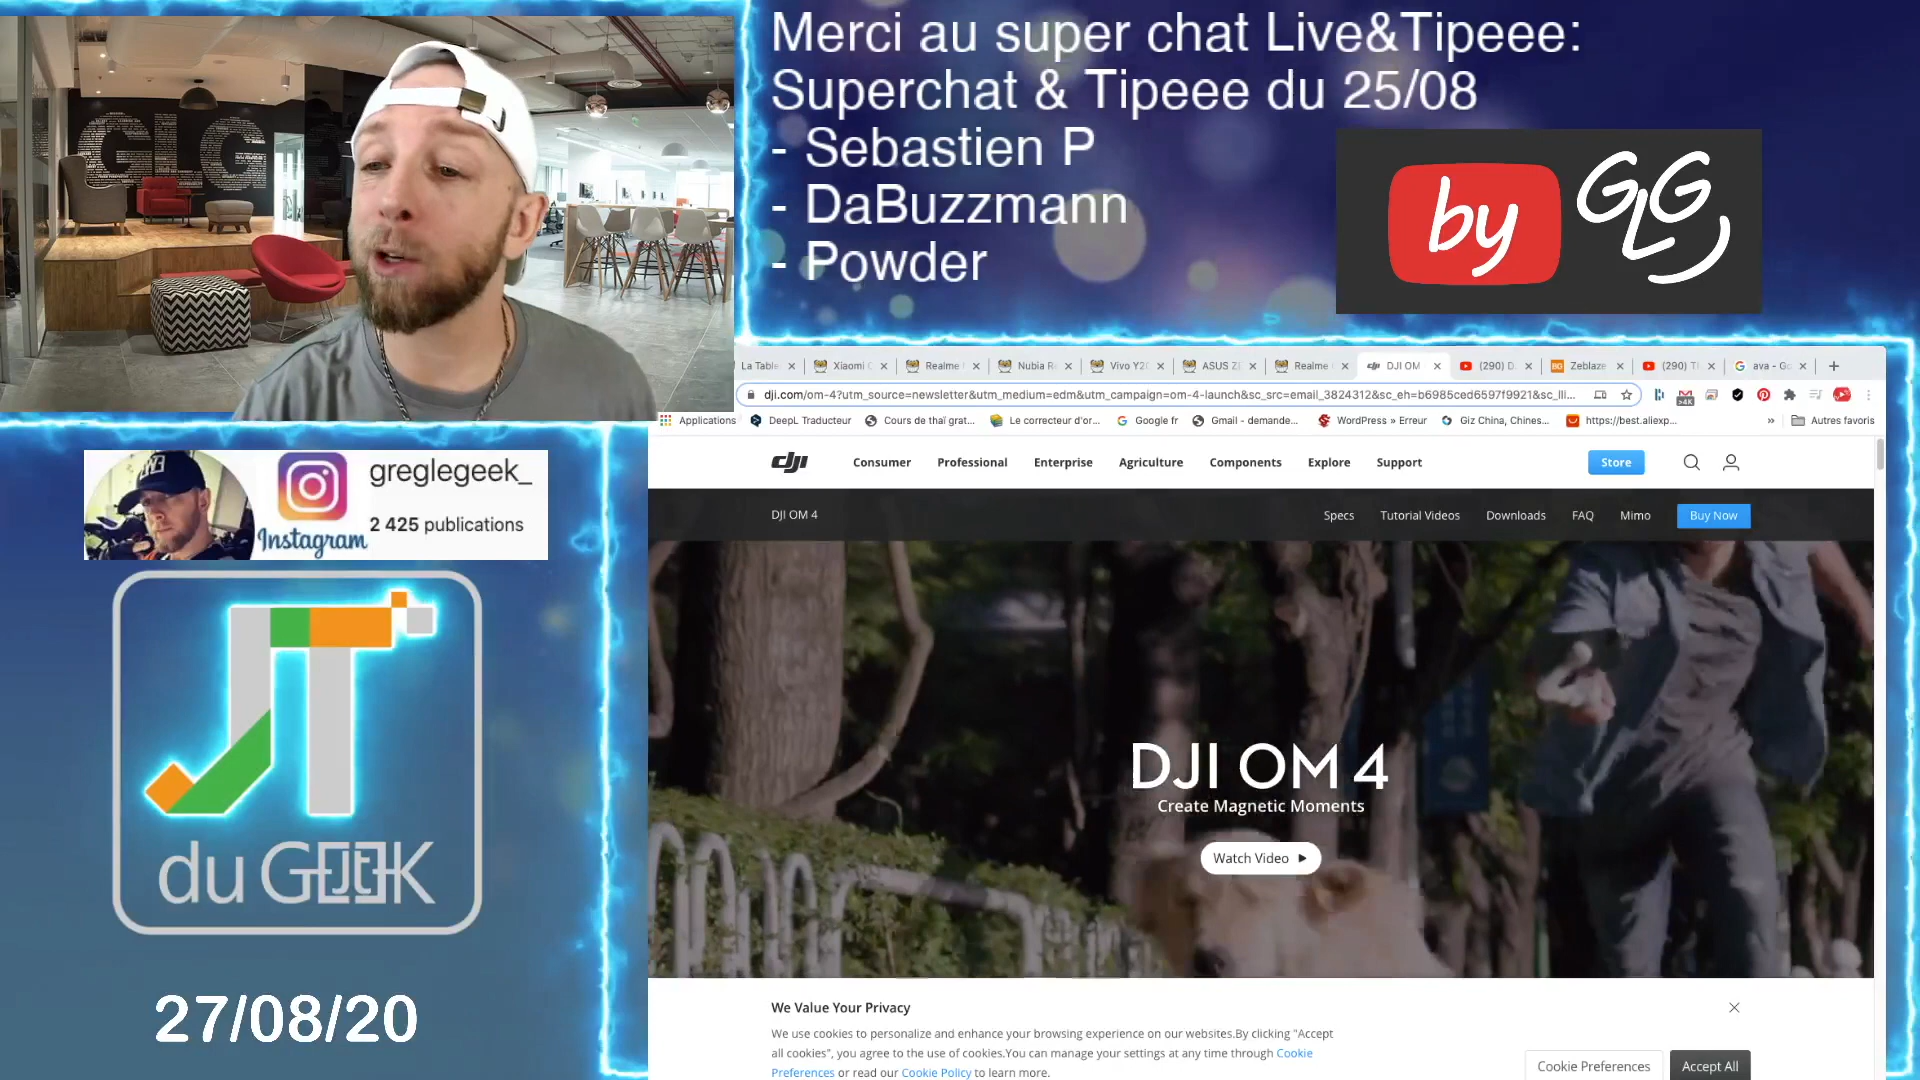 GLG
Merci au super chat Live&Tipeee:
Superchat & Tipeee du 25/08
- Sebastien P
- DaBuzzmann
- Powder
by GLG
greglegeek_
2 425 publications
Instagram
JT
du GEEK
27/08/20
La Table
Xiaomi
Realme
Nubia R
Vivo Y20
ASUS ZE
Realme
DJI OM
(290) D
Zeblaze
(290) T
ava - Go
dji.com/om-4?utm_source=newsletter&utm_medium=edm&utm_campaign=om-4-launch&sc_src=email_3824312&sc_eh=b6985ced6597f9921&sc_lli...
Applications
DeepL Traducteur
Cours de thaï grat...
Le correcteur d'or...
Google fr
Gmail - demande...
WordPress » Erreur
Giz China, Chines...
https://best.aliexp...
»
Autres favoris
dji
Consumer
Professional
Enterprise
Agriculture
Components
Explore
Support
Store
DJI OM 4
Specs
Tutorial Videos
Downloads
FAQ
Mimo
Buy Now
DJI OM 4
Create Magnetic Moments
Watch Video
We Value Your Privacy
We use cookies to personalize and enhance your browsing experience on our websites.By clicking "Accept
all cookies", you agree to the use of cookies.You can manage your settings at any time through Cookie
Preferences or read our Cookie Policy to learn more.
Cookie Preferences
Accept All